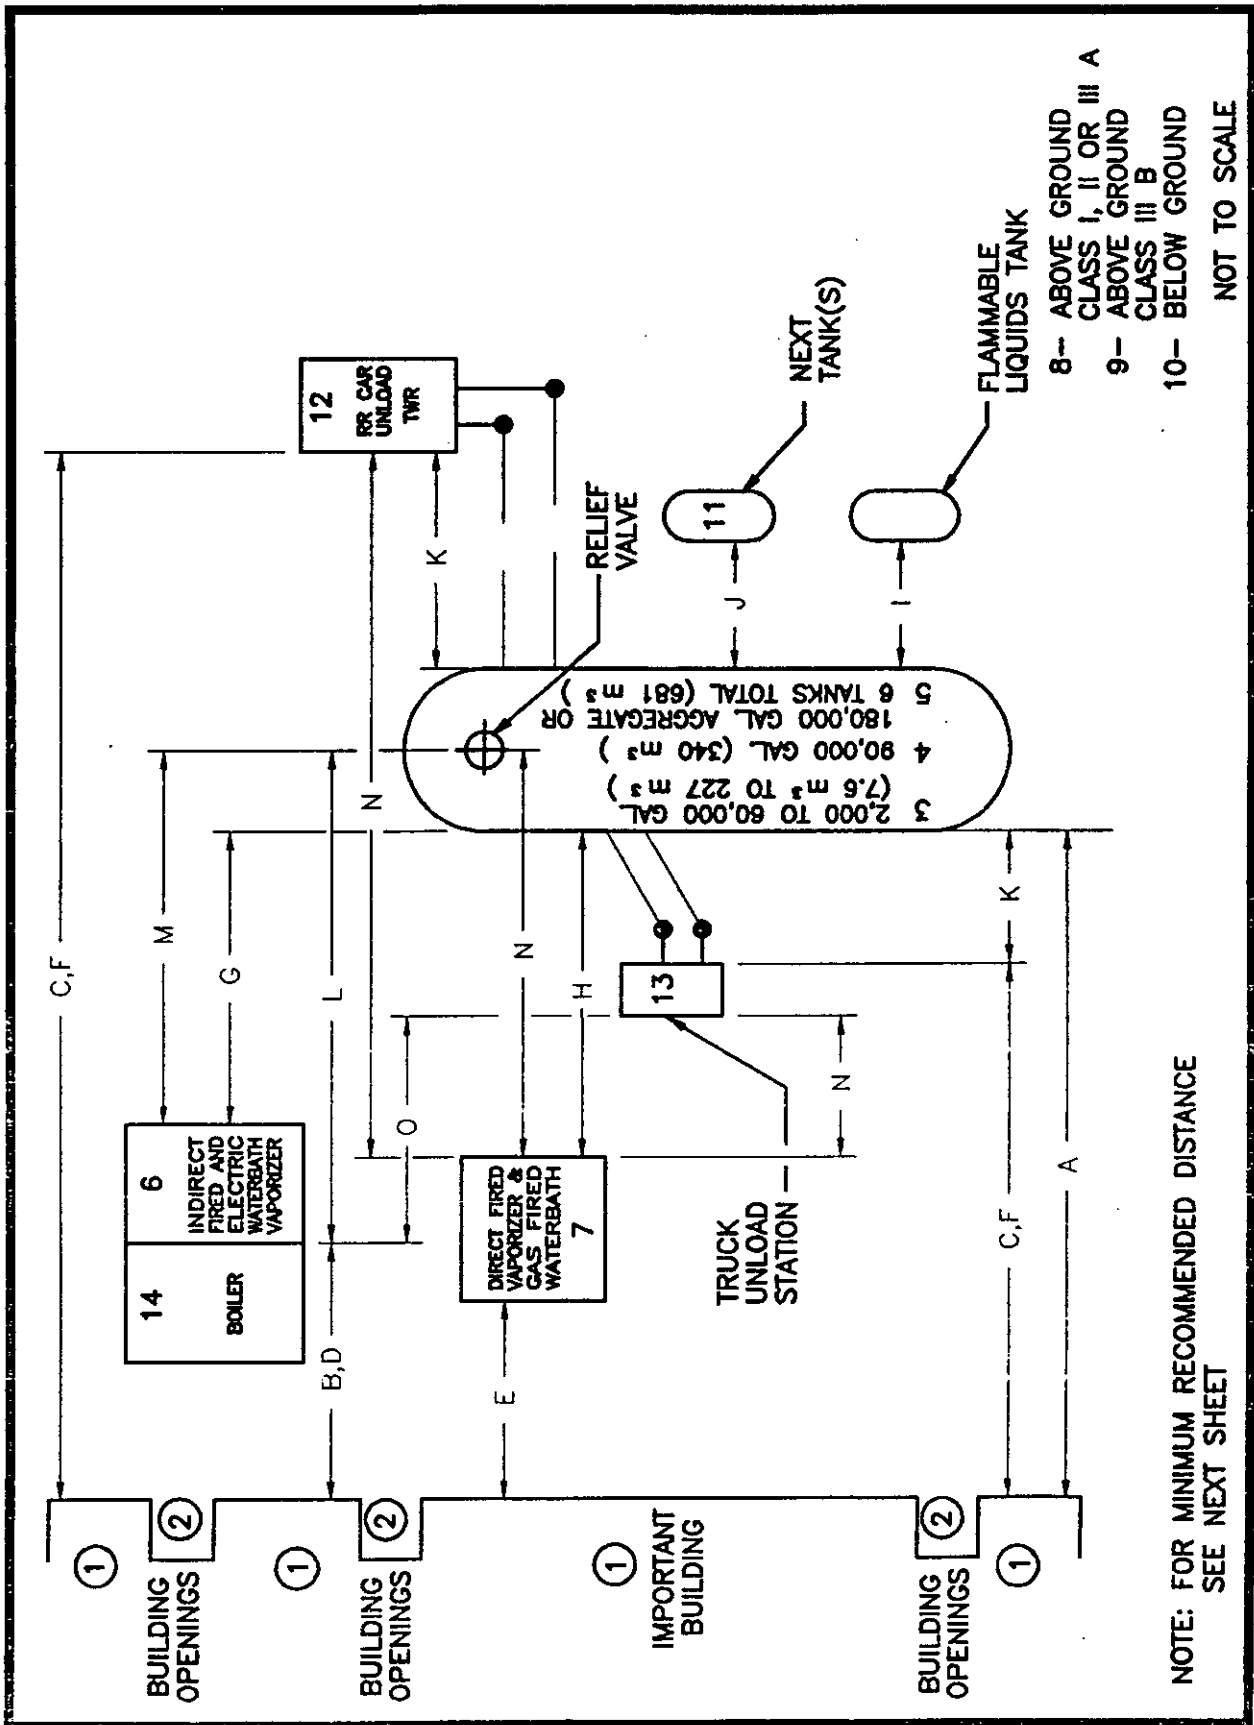 C,F
M
G
L
N
K
12
RR CAR
UNLOAD
TWR
14
BOILER
6
INDIRECT
FIRED AND
ELECTRIC
WATERBATH
VAPORIZER
B,D
O
N
RELIEF
VALVE
E
DIRECT FIRED
VAPORIZER &
GAS FIRED
WATERBATH
7
H
13
TRUCK
UNLOAD
STATION
N
3 2,000 TO 60,000 GAL
(7.6 m³ TO 227 m³)
4 90,000 GAL (340 m³)
180,000 GAL AGGREGATE OR
5 6 TANKS TOTAL (681 m³)
J
11
NEXT
TANK(S)
I
FLAMMABLE
LIQUIDS TANK
8- ABOVE GROUND
CLASS I, II OR III A
9- ABOVE GROUND
CLASS III B
10- BELOW GROUND
NOT TO SCALE
K
C,F
A
1
2
BUILDING
OPENINGS
1
2
BUILDING
OPENINGS
1
IMPORTANT
BUILDING
2
BUILDING
OPENINGS
1
NOTE: FOR MINIMUM RECOMMENDED DISTANCE
SEE NEXT SHEET